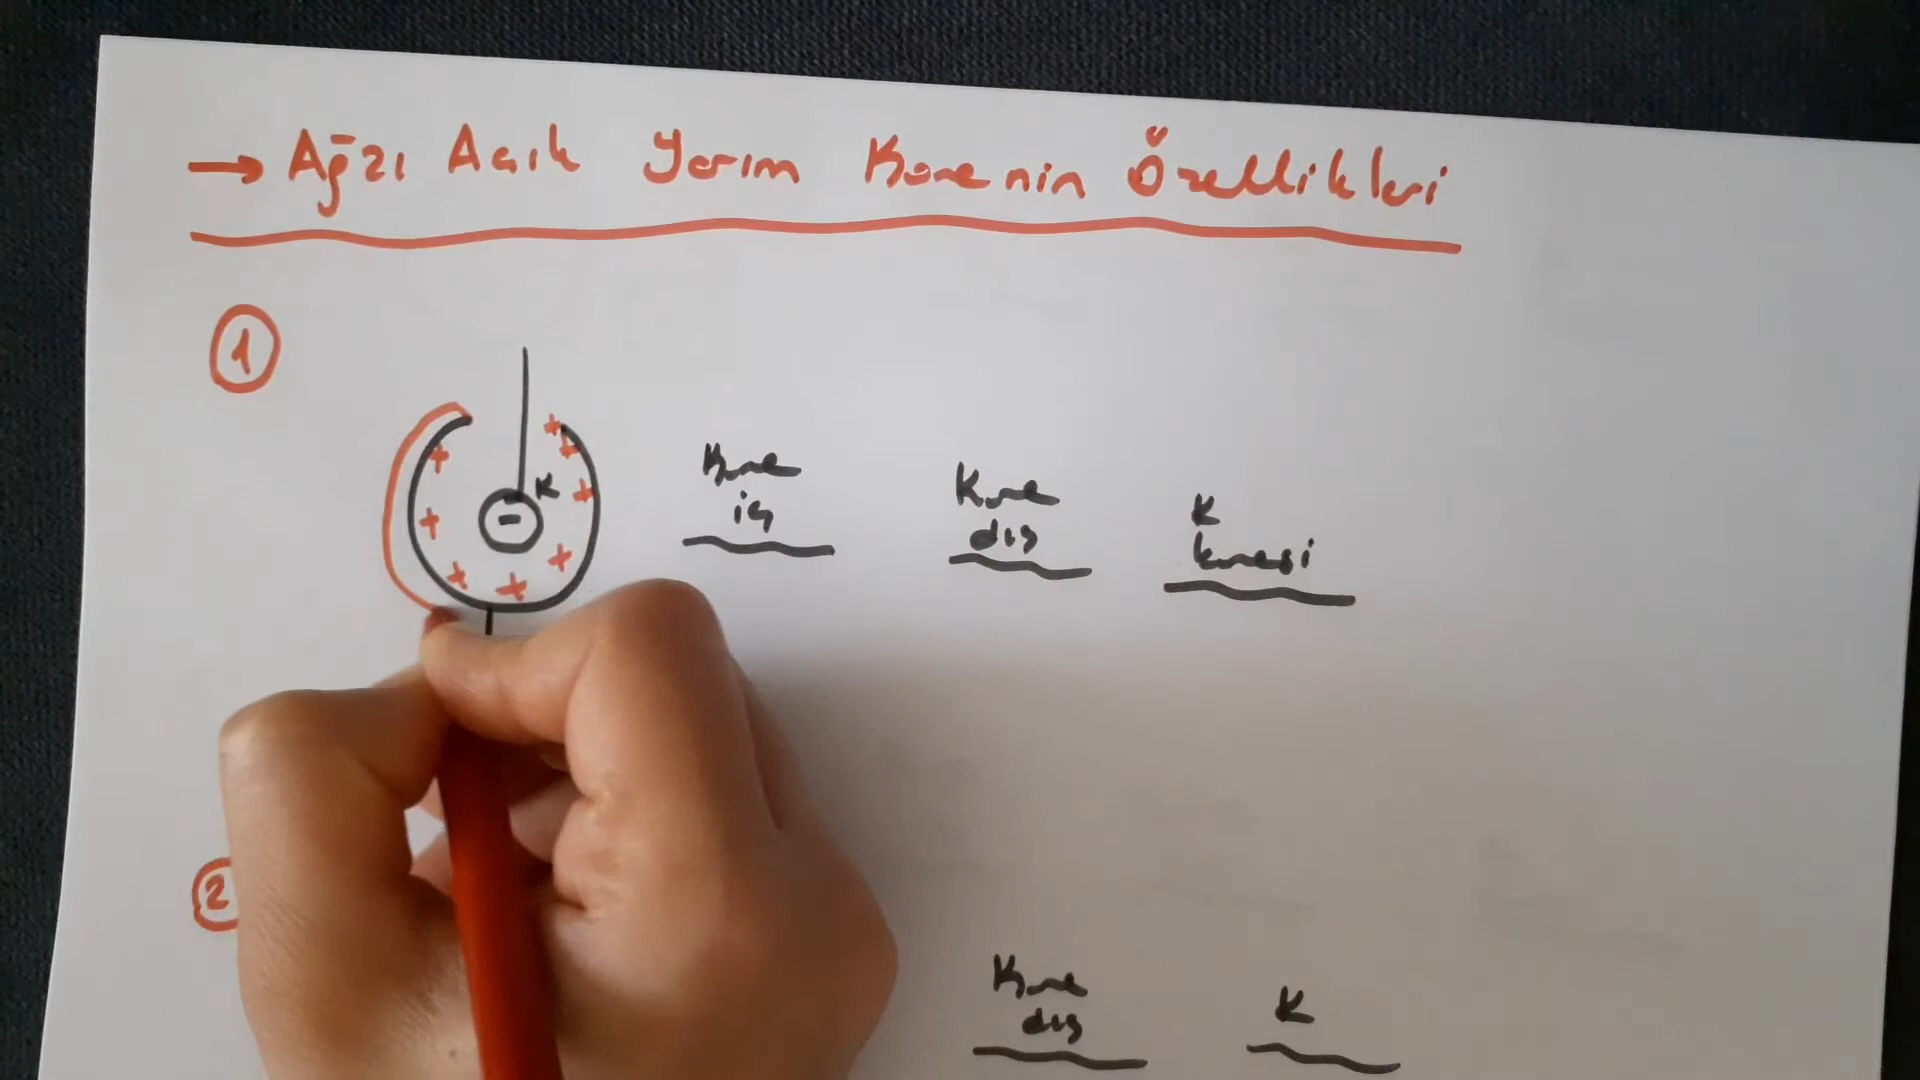 → Ağzı Açık Yarım Kürenin Özellikleri
1
K
-
+ + + + + + + + +
Küre iç
Küre dış
K küresi
2
Küre dış
K